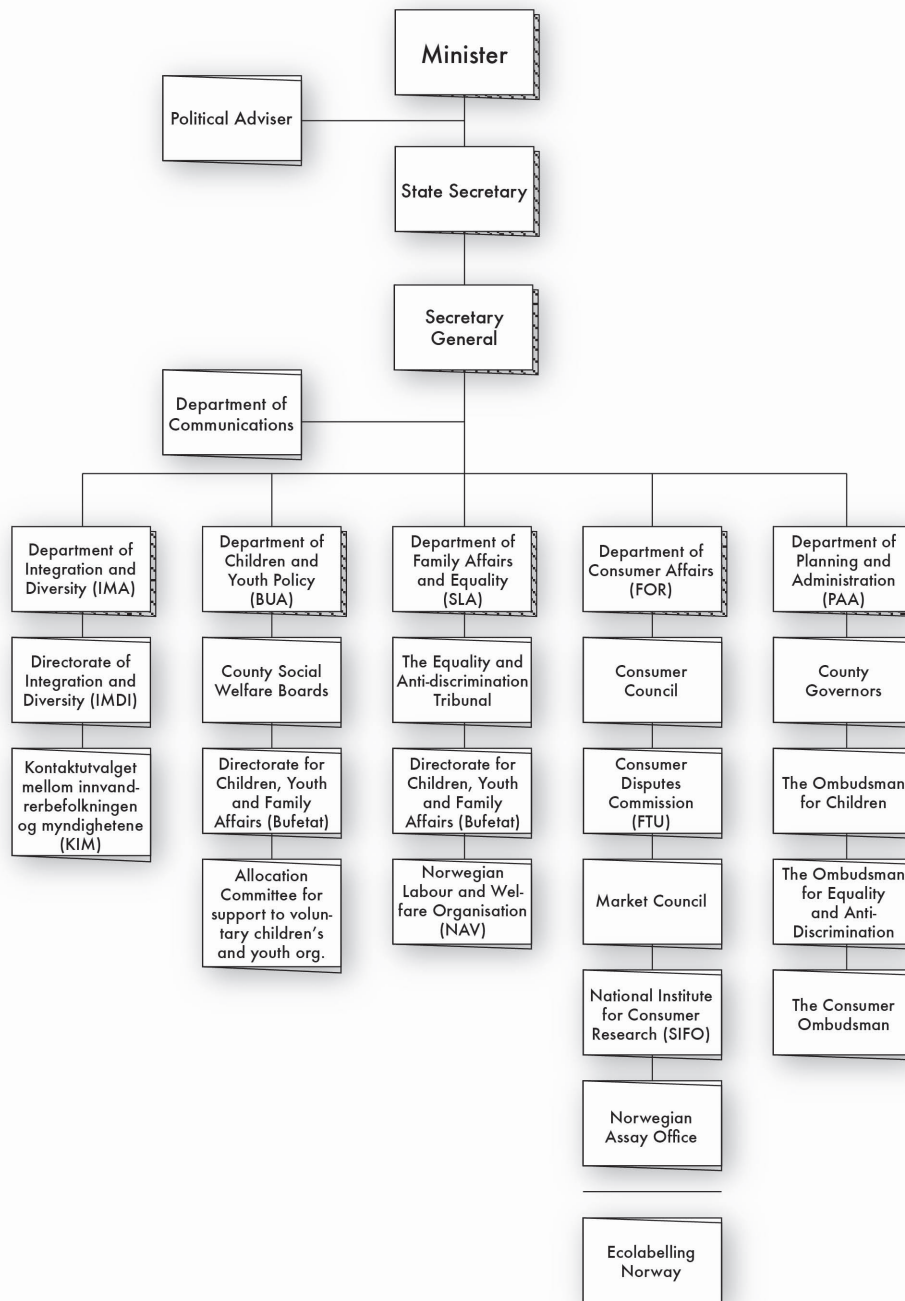 Minister
Political Adviser
State Secretary
Secretary
General
Department of
Communications
Department of
Integration and
Diversity (IMA)
Directorate of
Integration and
Diversity (IMDI)
Kontaktutvalget
mellom innvand-
rerbefolkningen
og myndighetene
(KIM)
Department of
Children and
Youth Policy
(BUA)
County Social
Welfare Boards
Directorate for
Children, Youth
and Family
Affairs (Bufetat)
Allocation
Committee for
support to volun-
tary children's
and youth org.
Department of
Family Affairs
and Equality
(SLA)
The Equality and
Anti-discrimination
Tribunal
Directorate for
Children, Youth
and Family
Affairs (Bufetat)
Norwegian
Labour and Wel-
fare Organisation
(NAV)
Department of
Consumer Affairs
(FOR)
Consumer
Council
Consumer
Disputes
Commission
(FTU)
Market Council
National Institute
for Consumer
Research (SIFO)
Norwegian
Assay Office
Ecolabelling
Norway
Department of
Planning and
Administration
(PAA)
County
Governors
The Ombudsman
for Children
The Ombudsman
for Equality
and Anti-
Discrimination
The Consumer
Ombudsman